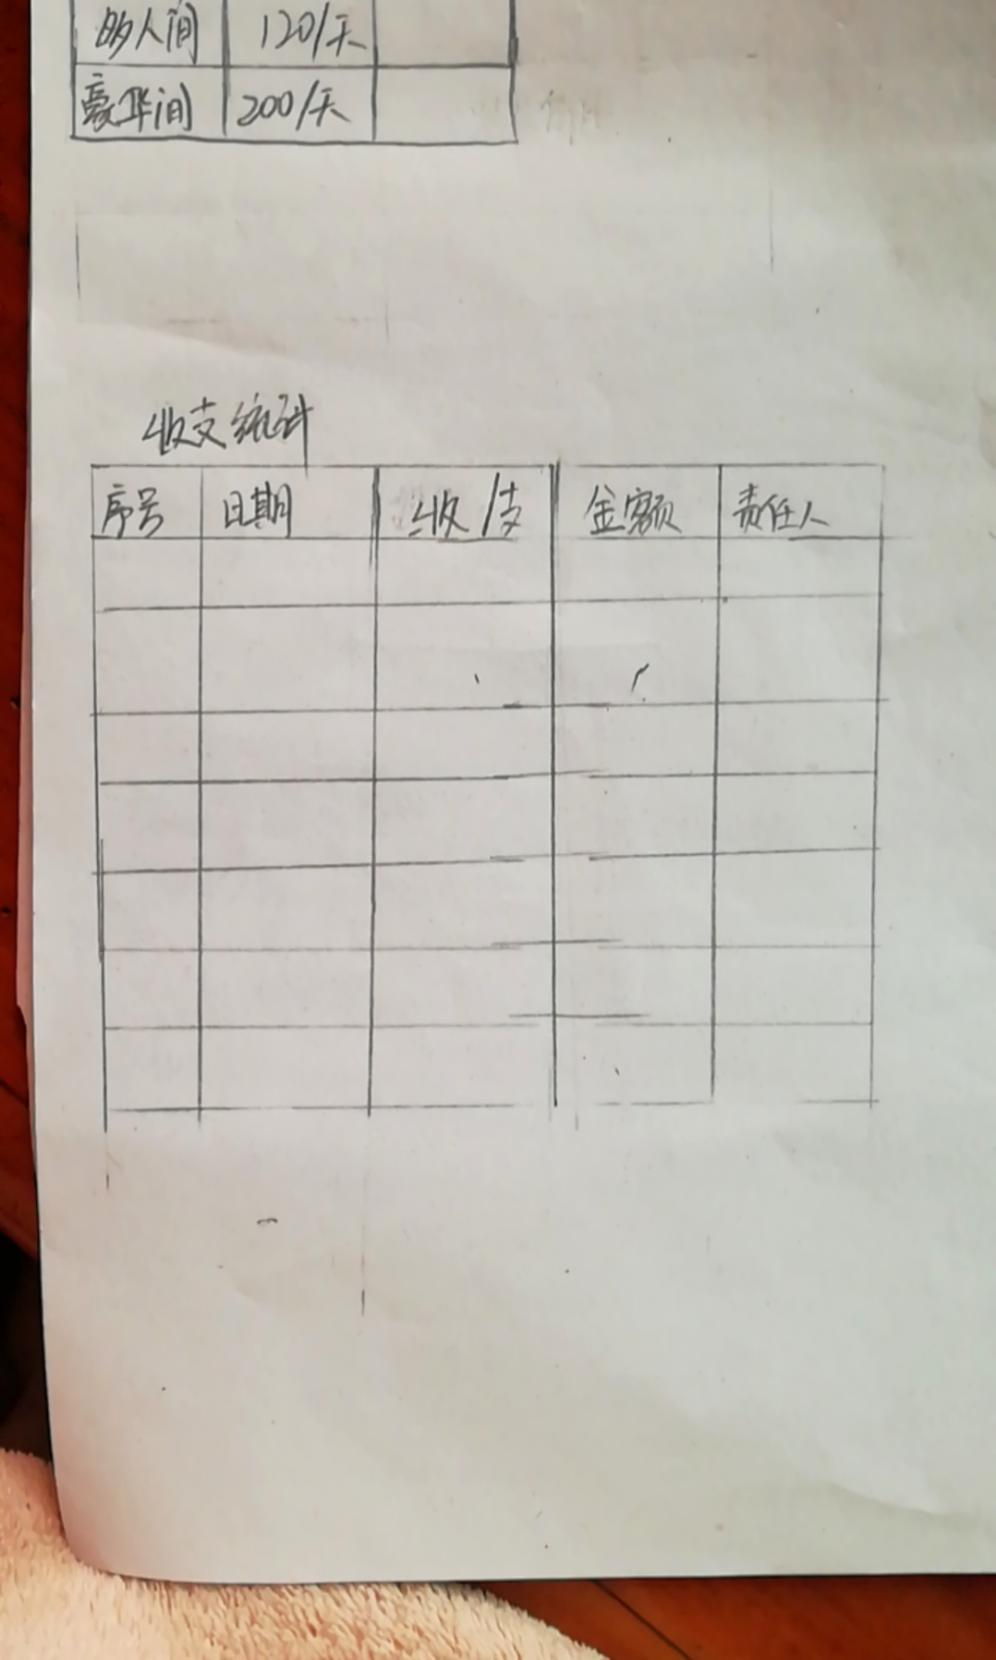 多人间 120/天
豪华间 200/天
收支统计
序号 日期 收/支 金额 责任人